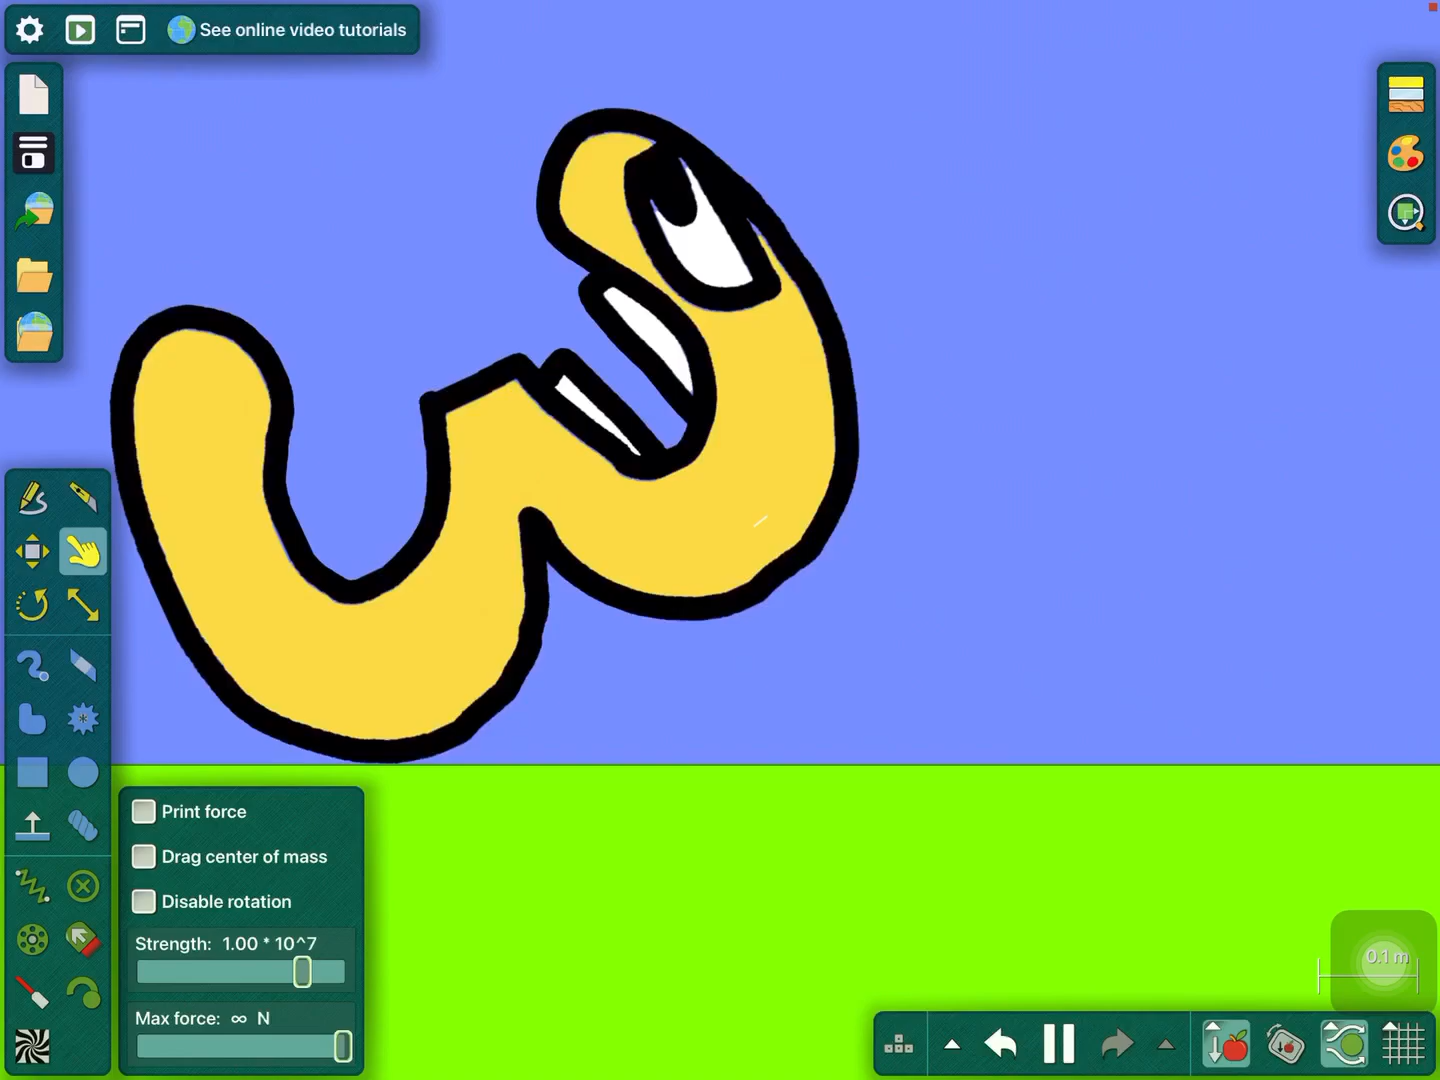 See online video tutorials
Print force
Drag center of mass
Disable rotation
Strength: 1.00 * 10^7
Max force: ∞ N
0.1 m